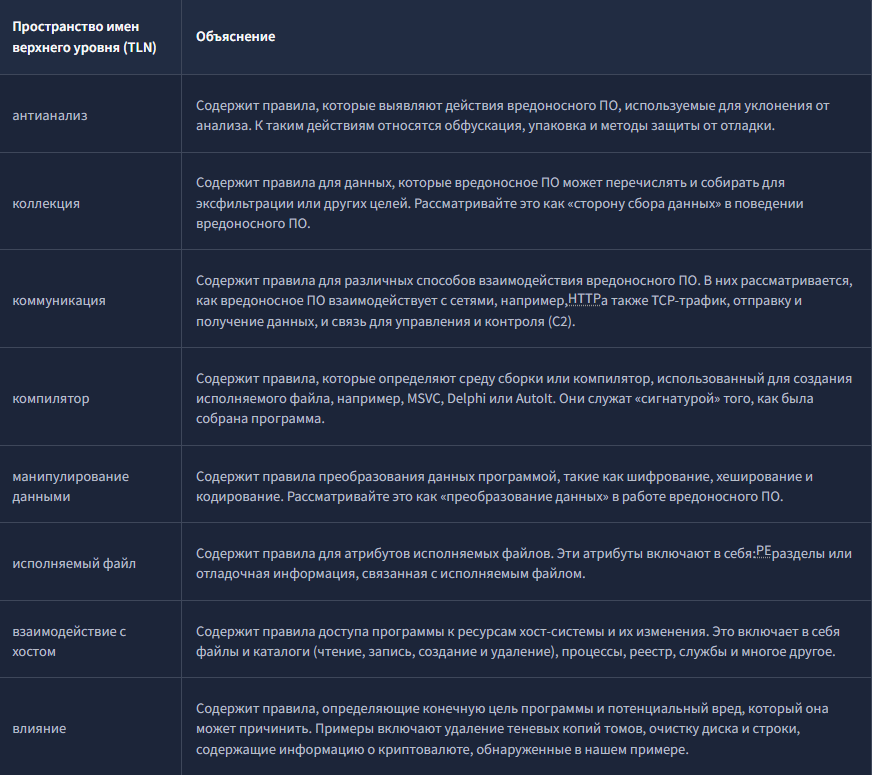 Пространство имен
верхнего уровня (TLN)
Объяснение
антианализ
Содержит правила, которые выявляют действия вредоносного ПО, используемые для уклонения от
анализа. К таким действиям относятся обфускация, упаковка и методы защиты от отладки.
коллекция
Содержит правила для данных, которые вредоносное ПО может перечислять и собирать для
эксфильтрации или других целей. Рассматривайте это как «сторону сбора данных» в поведении
вредоносного ПО.
коммуникация
Содержит правила для различных способов взаимодействия вредоносного ПО. В них рассматривается,
как вредоносное ПО взаимодействует с сетями, например,HTTPа также TCP-трафик, отправку и
получение данных, и связь для управления и контроля (C2).
компилятор
Содержит правила, которые определяют среду сборки или компилятор, использованный для создания
исполняемого файла, например, MSVC, Delphi или AutoIt. Они служат «сигнатурой» того, как была
собрана программа.
манипулирование
данными
Содержит правила преобразования данных программой, такие как шифрование, хеширование и
кодирование. Рассматривайте это как «преобразование данных» в работе вредоносного ПО.
исполняемый файл
Содержит правила для атрибутов исполняемых файлов. Эти атрибуты включают в себя:PEразделы или
отладочная информация, связанная с исполняемым файлом.
взаимодействие с
хостом
Содержит правила доступа программы к ресурсам хост-системы и их изменения. Это включает в себя
файлы и каталоги (чтение, запись, создание и удаление), процессы, реестр, службы и многое другое.
влияние
Содержит правила, определяющие конечную цель программы и потенциальный вред, который она
может причинить. Примеры включают удаление теневых копий томов, очистку диска и строки,
содержащие информацию о криптовалюте, обнаруженные в нашем примере.